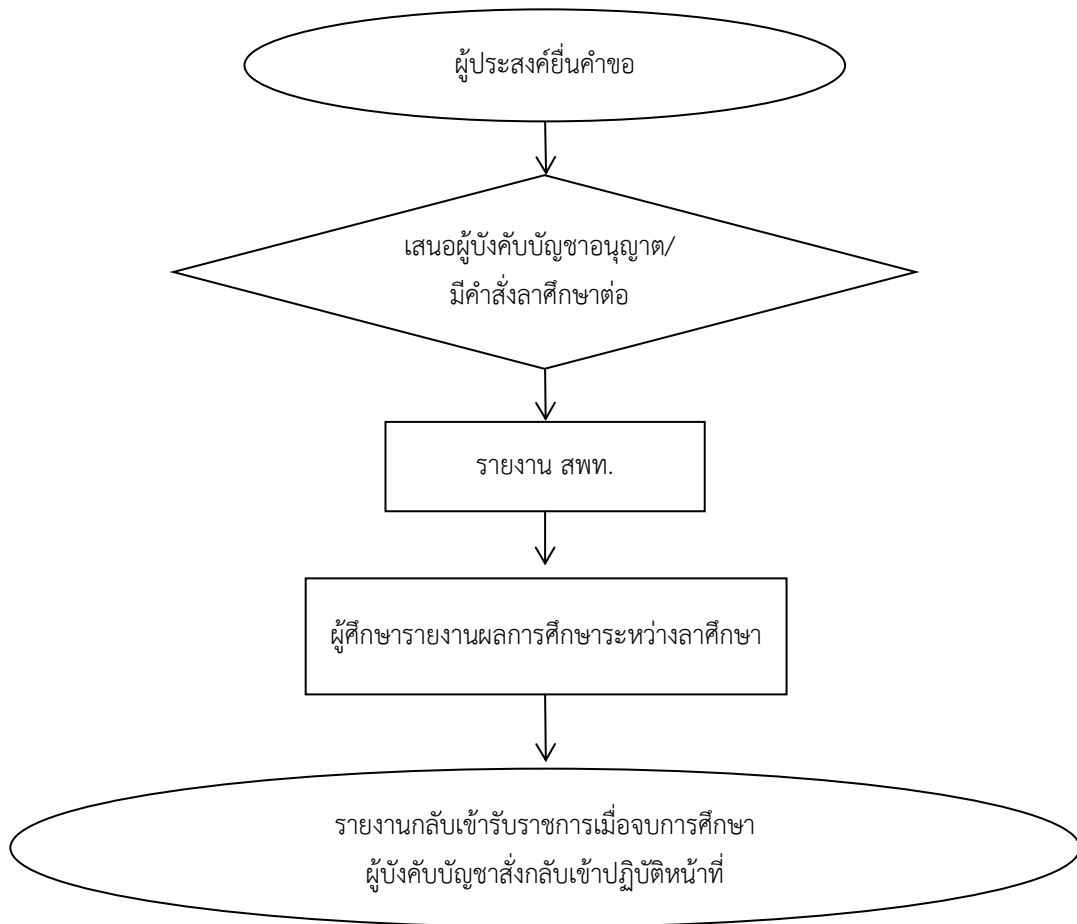 ผู้ประสงค์ยื่นคำขอ
เสนอผู้บังคับบัญชาอนุญาต/
มีคำสั่งลาศึกษาต่อ
รายงาน สพท.
ผู้ศึกษารายงานผลการศึกษาระหว่างลาศึกษา
รายงานกลับเข้ารับราชการเมื่อจบการศึกษา
ผู้บังคับบัญชาสั่งกลับเข้าปฏิบัติหน้าที่